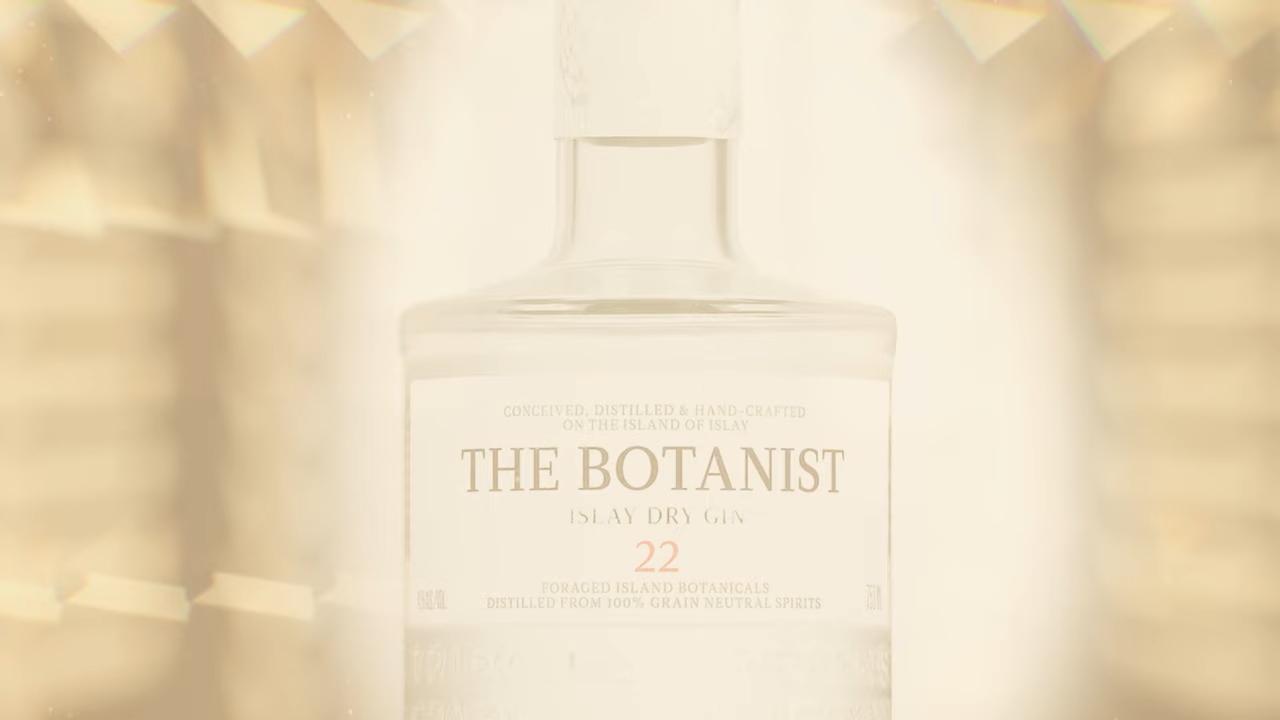 CONCEIVED, DISTILLED & HAND-CRAFTED
ON THE ISLAND OF ISLAY
THE BOTANIST
ISLAY DRY GIN
22
FORAGED ISLAND BOTANICALS
DISTILLED FROM 100% GRAIN NEUTRAL SPIRITS